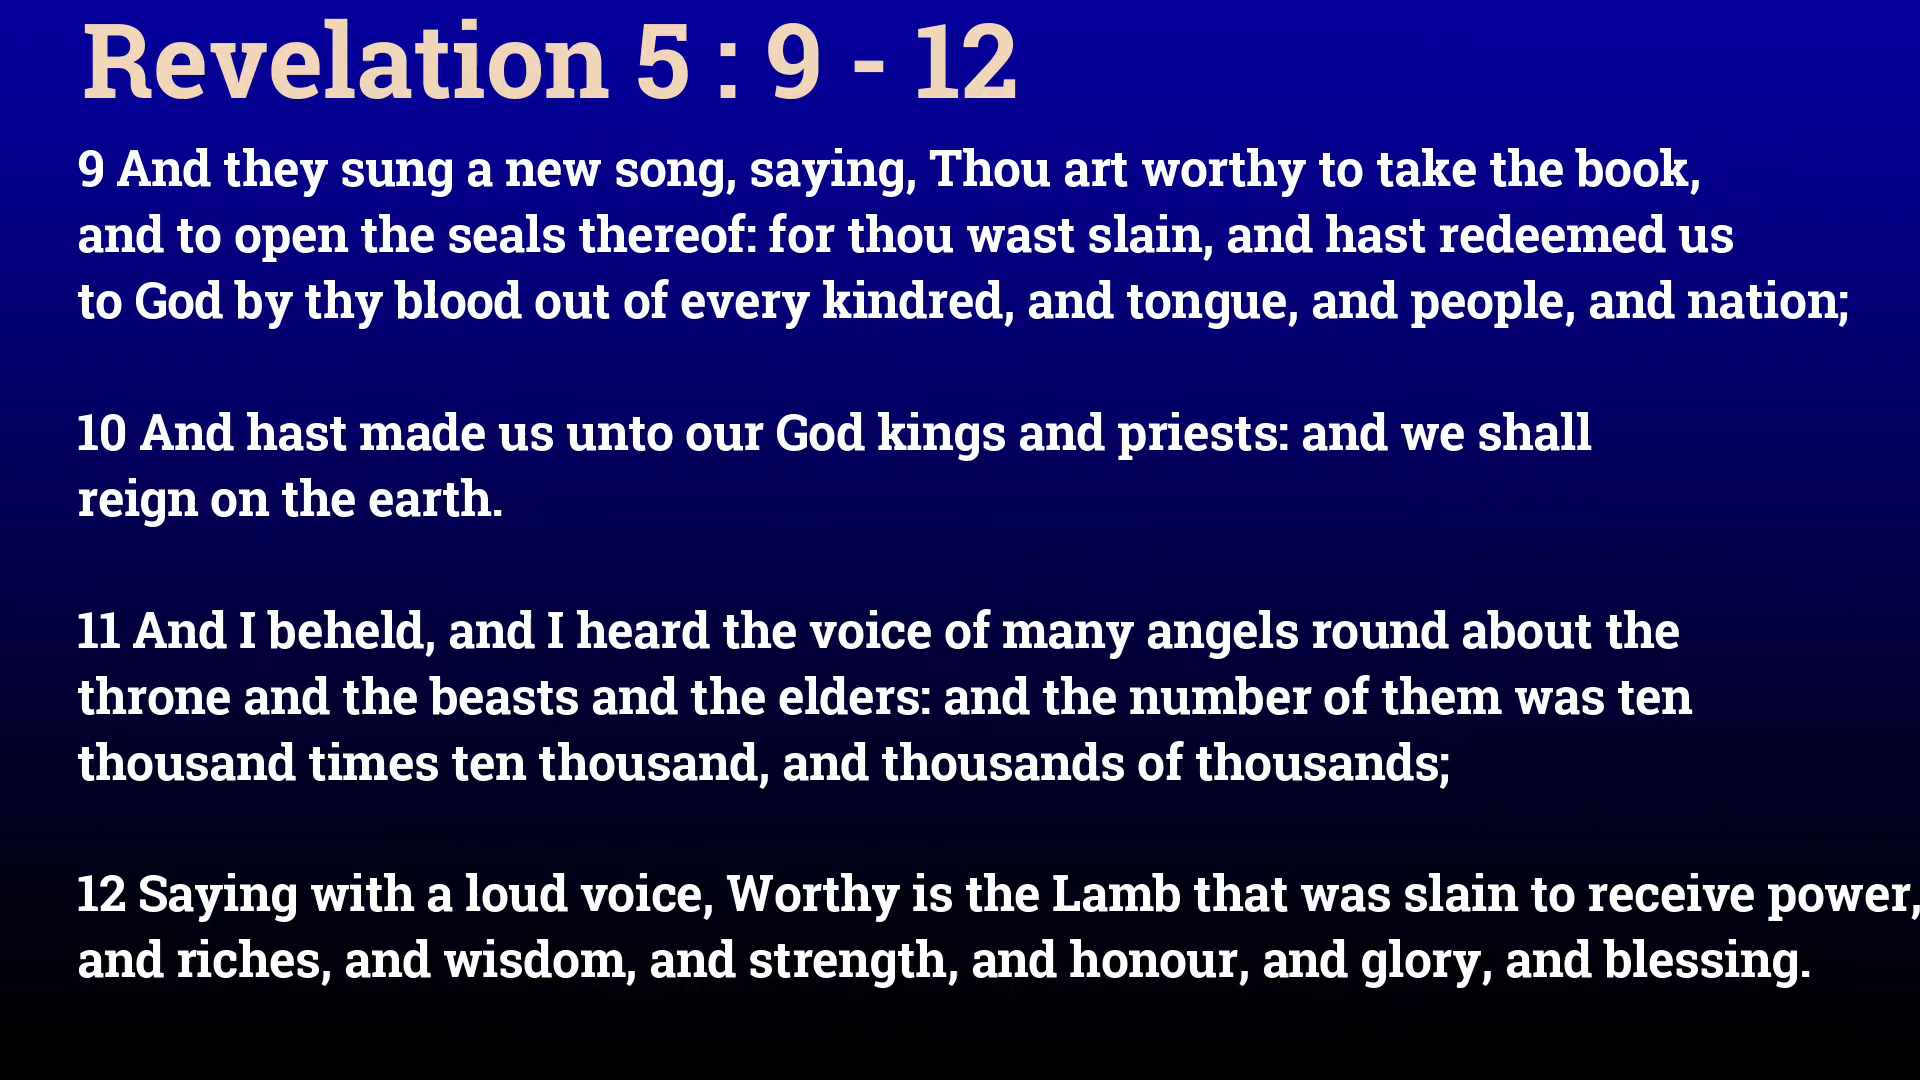 Revelation 5 : 9 - 12
9 And they sung a new song, saying, Thou art worthy to take the book,
and to open the seals thereof: for thou wast slain, and hast redeemed us
to God by thy blood out of every kindred, and tongue, and people, and nation;
10 And hast made us unto our God kings and priests: and we shall
reign on the earth.
11 And I beheld, and I heard the voice of many angels round about the
throne and the beasts and the elders: and the number of them was ten
thousand times ten thousand, and thousands of thousands;
12 Saying with a loud voice, Worthy is the Lamb that was slain to receive power,
and riches, and wisdom, and strength, and honour, and glory, and blessing.